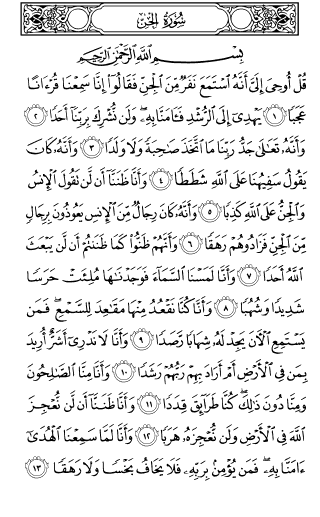 سُورَةُ الجِنِّ
بِسْمِ ٱللَّهِ ٱلرَّحْمَٰنِ ٱلرَّحِيمِ
قُلْ أُوحِىَ إِلَىَّ أَنَّهُ ٱسْتَمَعَ نَفَرٌ مِّنَ ٱلْجِنِّ فَقَالُوٓا۟ إِنَّا سَمِعْنَا قُرْءَانًا
عَجَبًا ١ يَهْدِىٓ إِلَى ٱلرُّشْدِ فَـَٔامَنَّا بِهِۦ وَلَن نُّشْرِكَ بِرَبِّنَآ أَحَدًا ٢
وَأَنَّهُۥ تَعَٰلَىٰ جَدُّ رَبِّنَا مَا ٱتَّخَذَ صَٰحِبَةً وَلَا وَلَدًا ٣ وَأَنَّهُۥ كَانَ
يَقُولُ سَفِيهُنَا عَلَى ٱللَّهِ شَطَطًا ٤ وَأَنَّا ظَنَنَّآ أَن لَّن تَقُولَ ٱلْإِنسُ
وَٱلْجِنُّ عَلَى ٱللَّهِ كَذِبًا ٥ وَأَنَّهُۥ كَانَ رِجَالٌ مِّنَ ٱلْإِنسِ يَعُوذُونَ بِرِجَالٍ
مِّنَ ٱلْجِنِّ فَزَادُوهُمْ رَهَقًا ٦ وَأَنَّهُمْ ظَنُّوا۟ كَمَا ظَنَنتُمْ أَن لَّن يَبْعَثَ
ٱللَّهُ أَحَدًا ٧ وَأَنَّا لَمَسْنَا ٱلسَّمَآءَ فَوَجَدْنَٰهَا مُلِئَتْ حَرَسًا
شَدِيدًا وَشُهُبًا ٨ وَأَنَّا كُنَّا نَقْعُدُ مِنْهَا مَقَٰعِدَ لِلسَّمْعِ فَمَن
يَسْتَمِعِ ٱلْـَٔانَ يَجِدْ لَهُۥ شِهَابًا رَّصَدًا ٩ وَأَنَّا لَا نَدْرِىٓ أَشَرٌّ أُرِيدَ
بِمَن فِى ٱلْأَرْضِ أَمْ أَرَادَ بِهِمْ رَبُّهُمْ رَشَدًا ١٠ وَأَنَّا مِنَّا ٱلصَّٰلِحُونَ
وَمِنَّا دُونَ ذَٰلِكَ كُنَّا طَرَآئِقَ قِدَدًا ١١ وَأَنَّا ظَنَنَّآ أَن لَّن نُّعْجِزَ
ٱللَّهَ فِى ٱلْأَرْضِ وَلَن نُّعْجِزَهُۥ هَرَبًا ١٢ وَأَنَّا لَمَّا سَمِعْنَا ٱلْهُدَىٰٓ
ءَامَنَّا بِهِۦ فَمَن يُؤْمِنۢ بِرَبِّهِۦ فَلَا يَخَافُ بَخْسًا وَلَا رَهَقًا ١٣